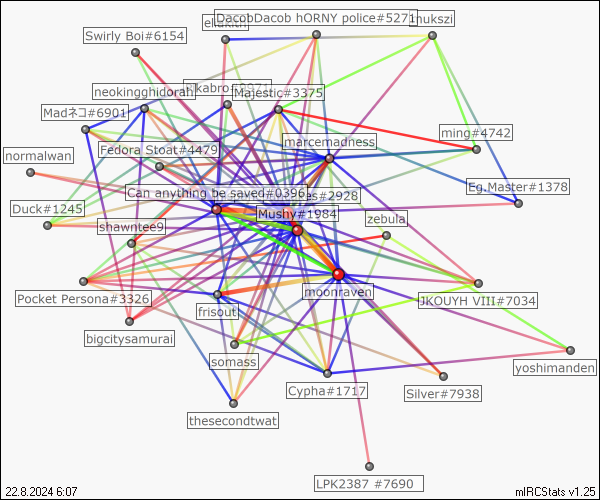 elukith
DacobDacob hORNY police#5271
hukszi
Swirly Boi#6154
neokingghidorah
Majestic#3375
Madネコ#6901
ming#4742
marcemadness
Fedora Stoat#4479
normalwan
Eg.Master#1378
Can anything be saved#0396
es#2928
Duck#1245
Mushy#1984
zebula
shawntee9
moonraven
Pocket Persona#3326
JKOUYH VIII#7034
frisout
bigcitysamurai
somass
yoshimanden
Cypha#1717
Silver#7938
thesecondtwat
LPK2387 #7690
22.8.2024 6:07
mIRCStats v1.25